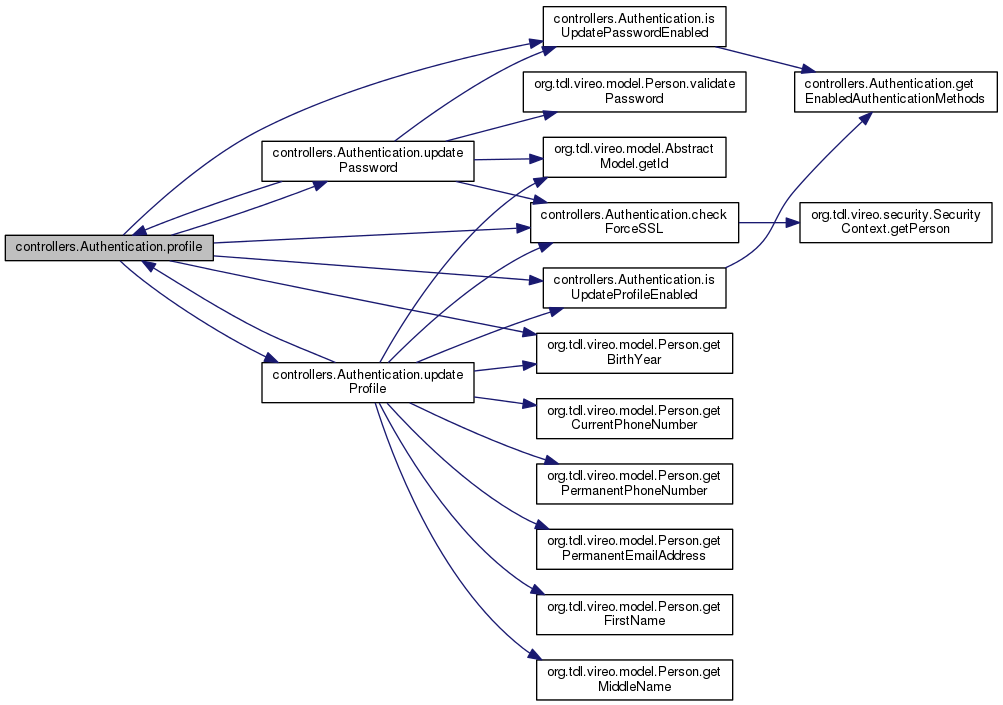 controllers.Authentication.is
UpdatePasswordEnabled
controllers.Authentication.get
EnabledAuthenticationMethods
org.tdl.vireo.model.Person.validate
Password
controllers.Authentication.update
Password
org.tdl.vireo.model.Abstract
Model.getId
controllers.Authentication.check
ForceSSL
org.tdl.vireo.security.Security
Context.getPerson
controllers.Authentication.profile
controllers.Authentication.is
UpdateProfileEnabled
org.tdl.vireo.model.Person.get
BirthYear
controllers.Authentication.update
Profile
org.tdl.vireo.model.Person.get
CurrentPhoneNumber
org.tdl.vireo.model.Person.get
PermanentPhoneNumber
org.tdl.vireo.model.Person.get
PermanentEmailAddress
org.tdl.vireo.model.Person.get
FirstName
org.tdl.vireo.model.Person.get
MiddleName